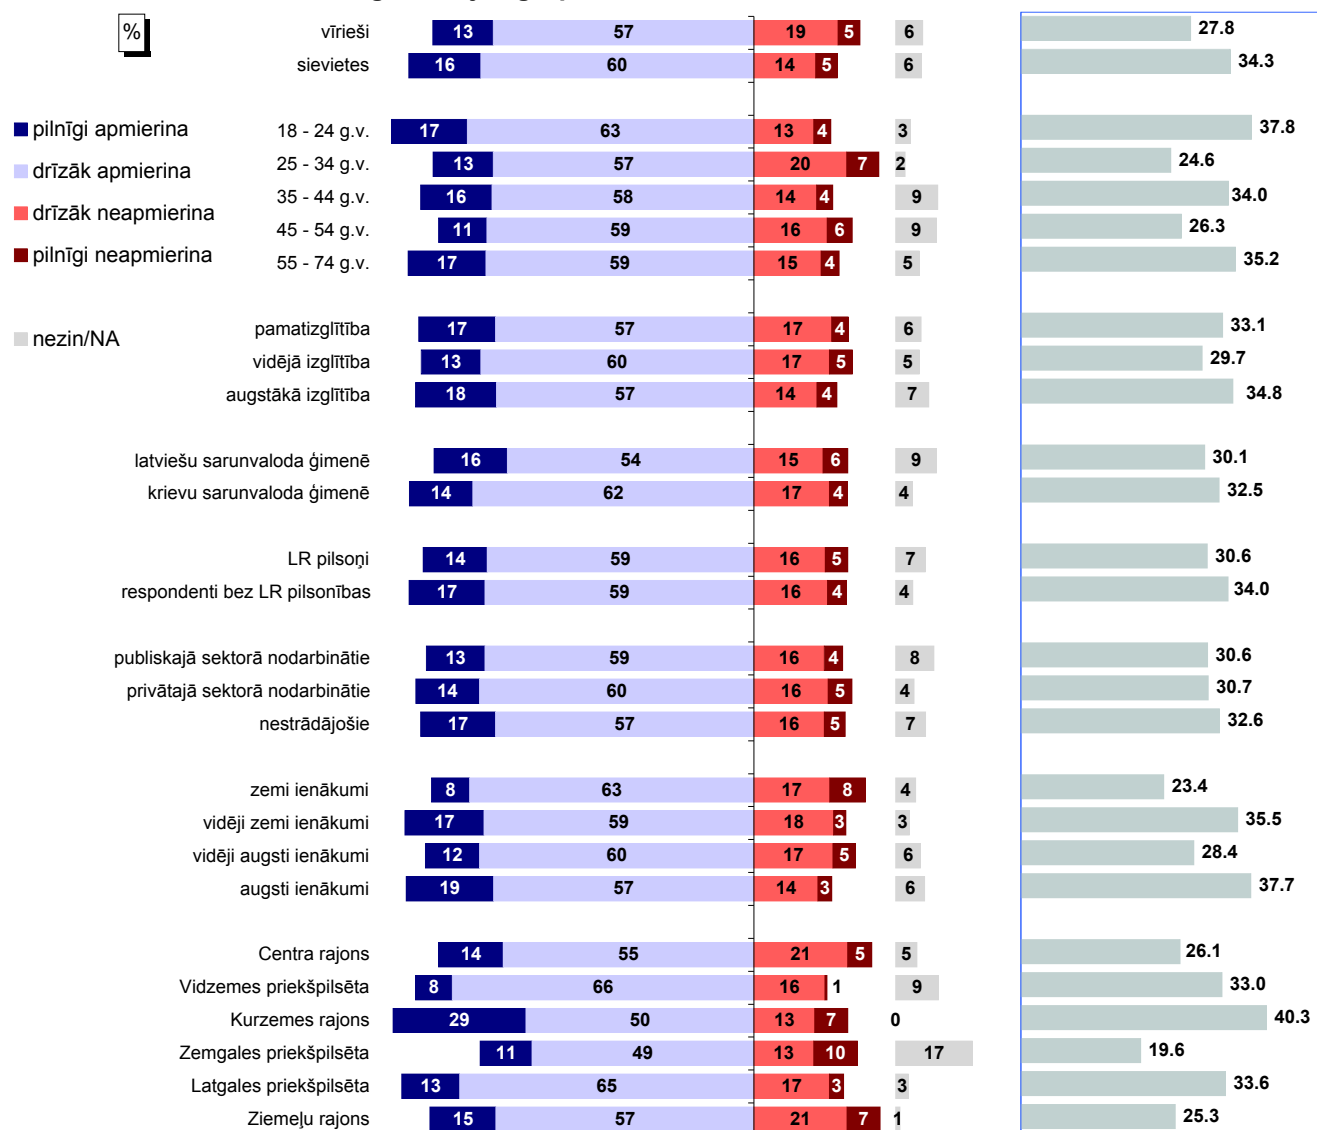 %
vīrieši 13 57 19 5 6 27.8
sievietes 16 60 14 5 6 34.3
pilnīgi apmierina
drīzāk apmierina
drīzāk neapmierina
pilnīgi neapmierina
nezin/NA
18 - 24 g.v. 17 63 13 4 3 37.8
25 - 34 g.v. 13 57 20 7 2 24.6
35 - 44 g.v. 16 58 14 4 9 34.0
45 - 54 g.v. 11 59 16 6 9 26.3
55 - 74 g.v. 17 59 15 4 5 35.2
pamatizglītība 17 57 17 4 6 33.1
vidējā izglītība 13 60 17 5 5 29.7
augstākā izglītība 18 57 14 4 7 34.8
latviešu sarunvaloda ģimenē 16 54 15 6 9 30.1
krievu sarunvaloda ģimenē 14 62 17 4 4 32.5
LR pilsoņi 14 59 16 5 7 30.6
respondenti bez LR pilsonības 17 59 16 4 4 34.0
publiskajā sektorā nodarbinātie 13 59 16 4 8 30.6
privātajā sektorā nodarbinātie 14 60 16 5 4 30.7
nestrādājošie 17 57 16 5 7 32.6
zemi ienākumi 8 63 17 8 4 23.4
vidēji zemi ienākumi 17 59 18 3 3 35.5
vidēji augsti ienākumi 12 60 17 5 6 28.4
augsti ienākumi 19 57 14 3 6 37.7
Centra rajons 14 55 21 5 5 26.1
Vidzemes priekšpilsēta 8 66 16 1 9 33.0
Kurzemes rajons 29 50 13 7 0 40.3
Zemgales priekšpilsēta 11 49 13 10 17 19.6
Latgales priekšpilsēta 13 65 17 3 3 33.6
Ziemeļu rajons 15 57 21 7 1 25.3